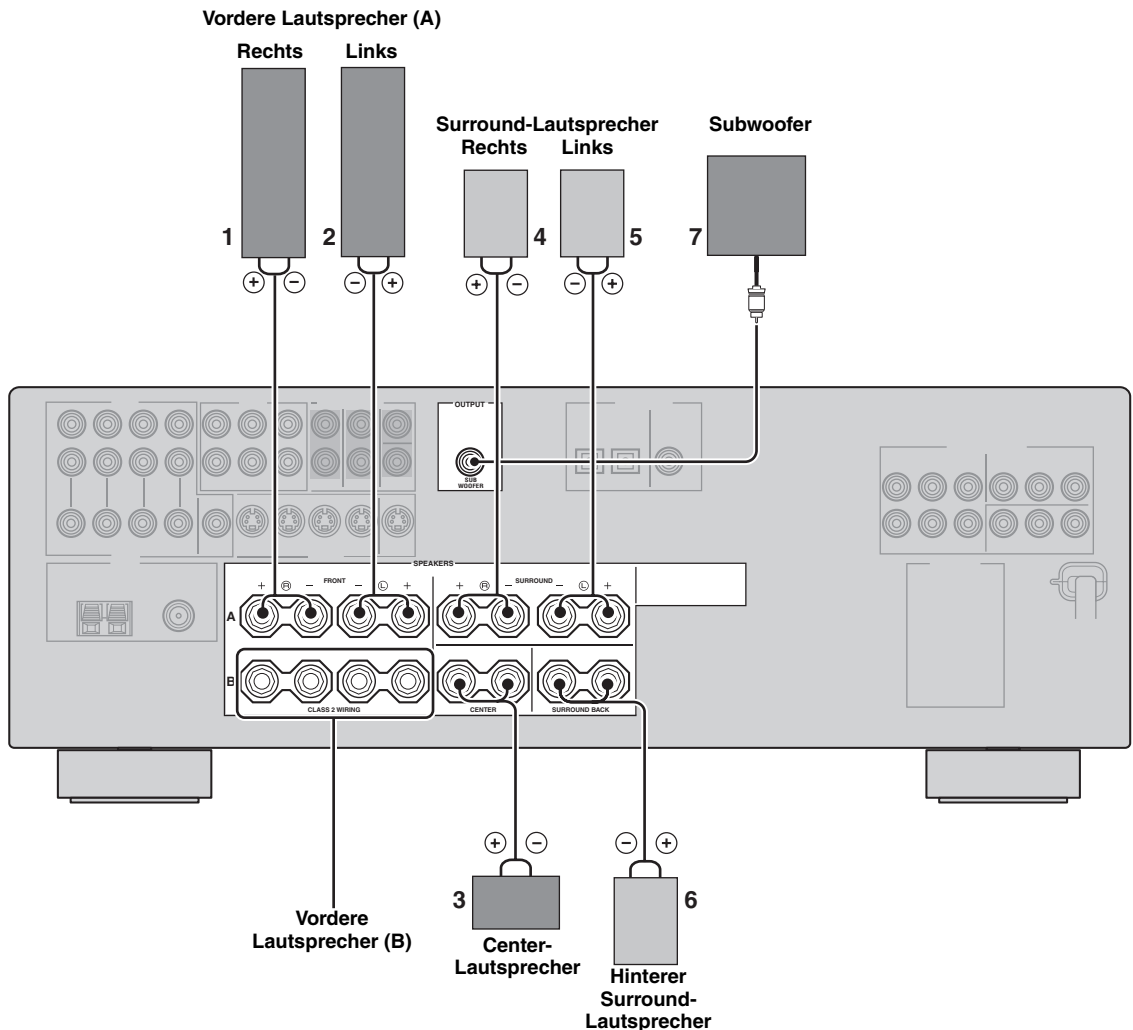 Vordere Lautsprecher (A)
Rechts Links
Surround-Lautsprecher
Rechts Links
Subwoofer
1 2 4 5 7
+ − − + + − − +
OUTPUT
SUB
WOOFER
SPEAKERS
+ R − FRONT − L + + R − SURROUND − L +
A
B
CLASS 2 WIRING
CENTER
SURROUND BACK
+ − − +
3
6
Vordere
Lautsprecher (B)
Center-
Lautsprecher
Hinterer
Surround-
Lautsprecher